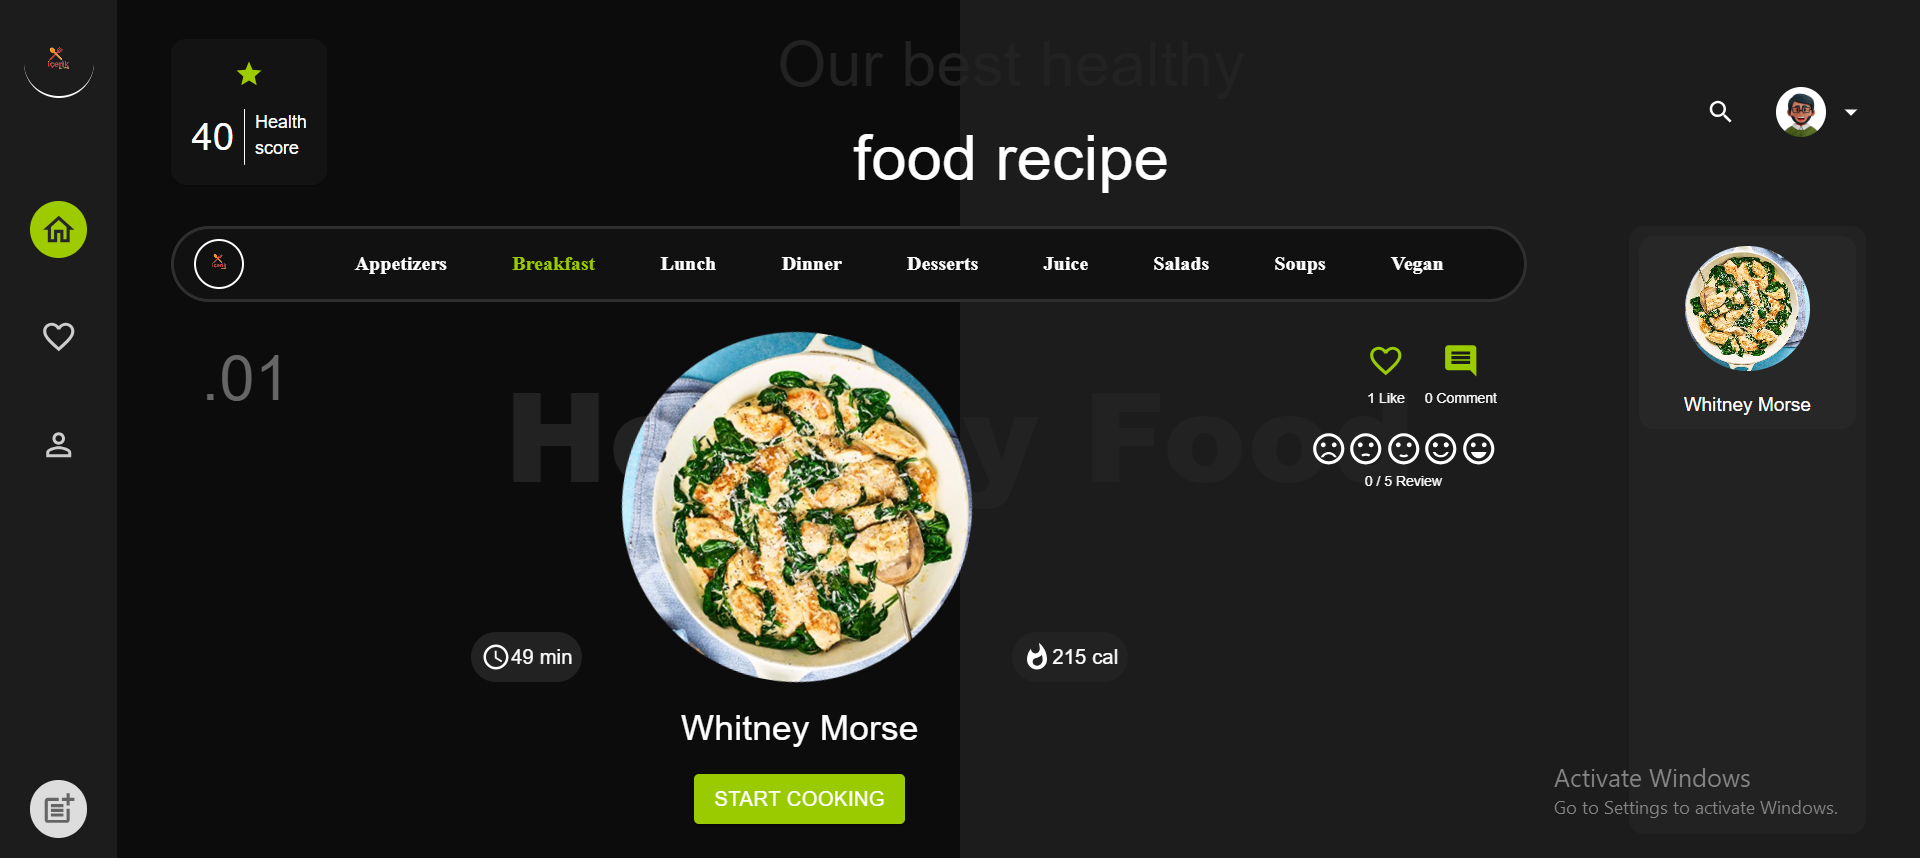 Our best healthy
food recipe
40
Health
score
Appetizers Breakfast Lunch Dinner Desserts Juice Salads Soups Vegan
.01
Food
1 Like 0 Comment
0 / 5 Review
49 min
215 cal
Whitney Morse
START COOKING
Whitney Morse
Activate Windows
Go to Settings to activate Windows.